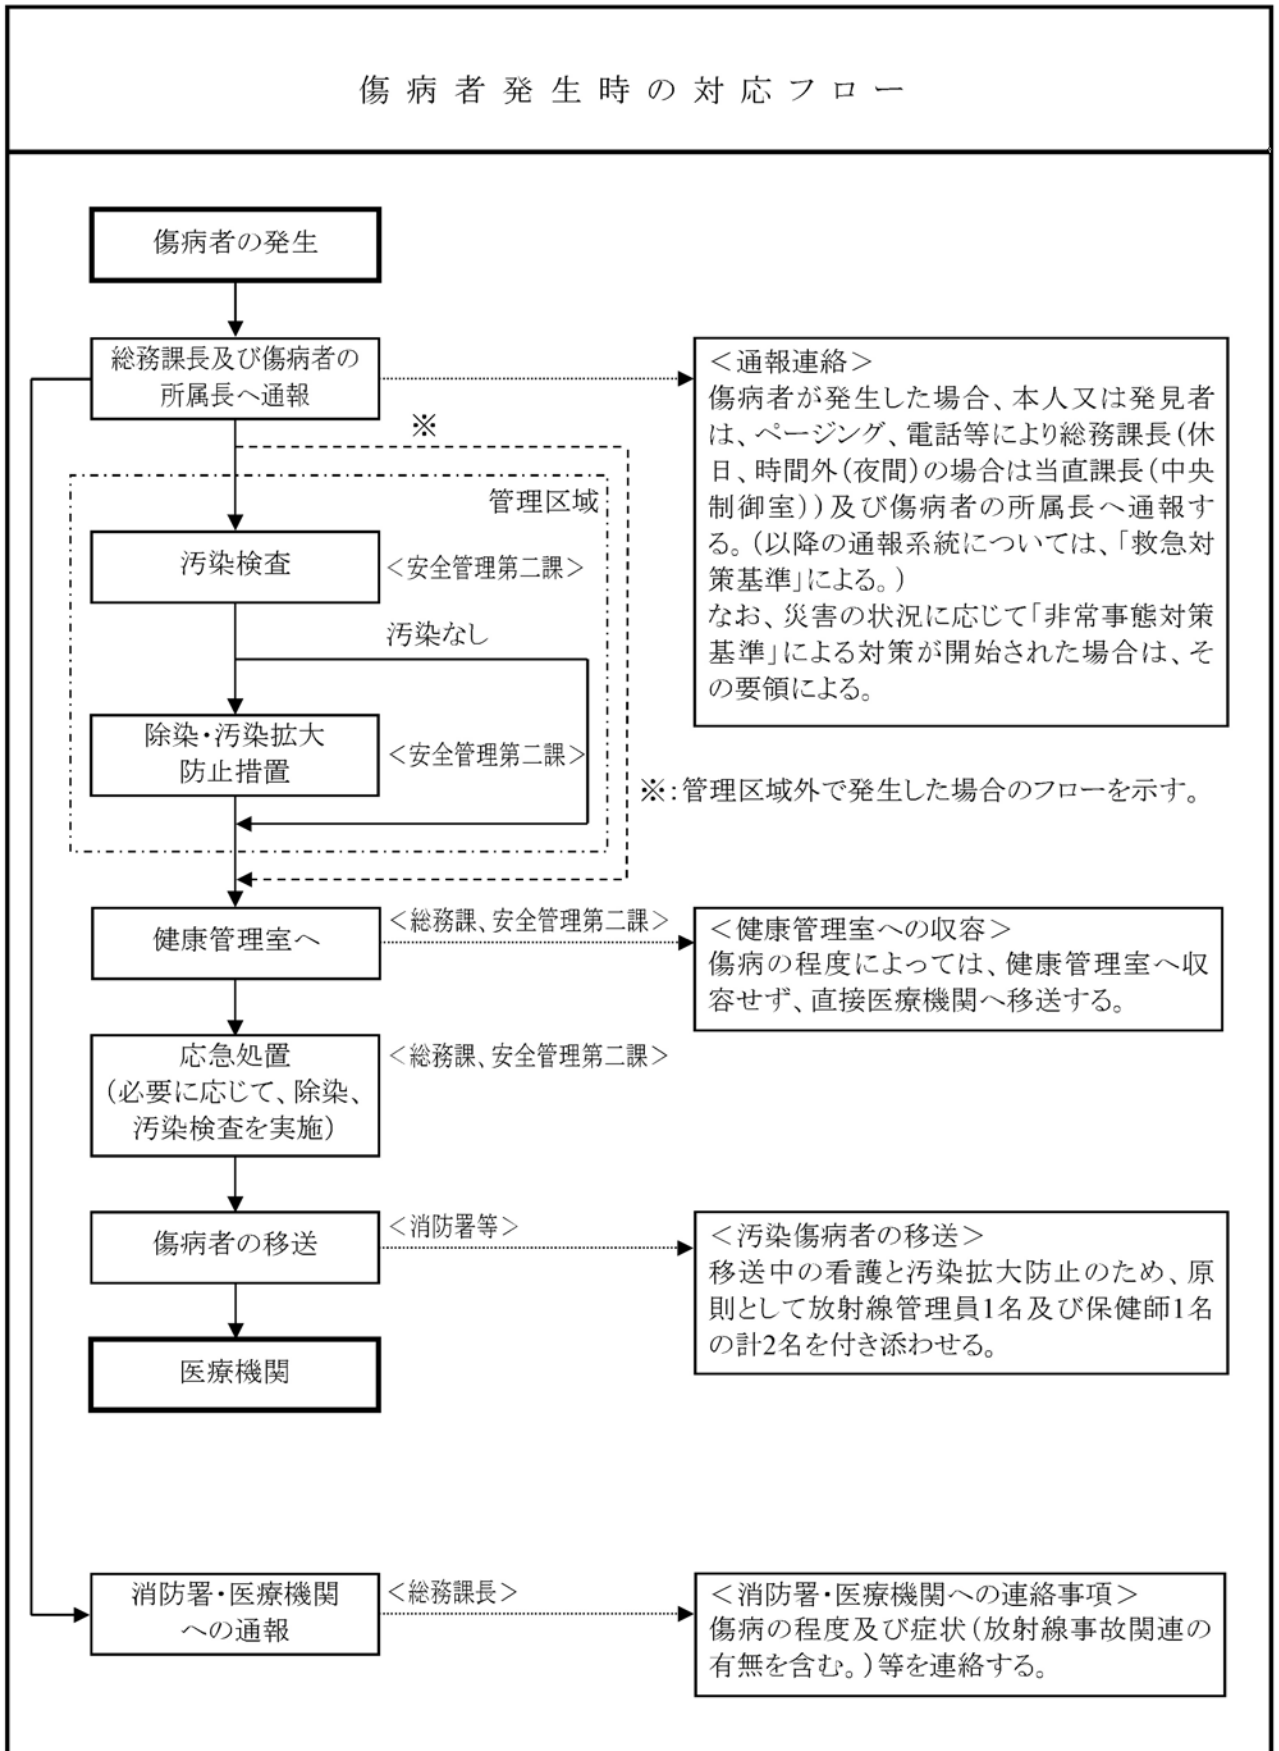 傷病者発生時の対応フロー
傷病者の発生
総務課長及び傷病者の
所属長へ通報
＜通報連絡＞
傷病者が発生した場合、本人又は発見者
は、ページング、電話等により総務課長（休
日、時間外（夜間）の場合は当直課長（中央
制御室））及び傷病者の所属長へ通報す
る。（以降の通報系統については、「救急対
策基準」による。）
なお、災害の状況に応じて「非常事態対策
基準」による対策が開始された場合は、そ
の要領による。
※
管理区域
汚染検査
＜安全管理第二課＞
汚染なし
除染・汚染拡大
防止措置
＜安全管理第二課＞
※：管理区域外で発生した場合のフローを示す。
健康管理室へ
＜総務課、安全管理第二課＞
＜健康管理室への収容＞
傷病の程度によっては、健康管理室へ収
容せず、直接医療機関へ移送する。
応急処置
（必要に応じて、除染、
汚染検査を実施）
＜総務課、安全管理第二課＞
傷病者の移送
＜消防署等＞
＜汚染傷病者の移送＞
移送中の看護と汚染拡大防止のため、原
則として放射線管理員1名及び保健師1名
の計2名を付き添わせる。
医療機関
消防署・医療機関
への通報
＜総務課長＞
＜消防署・医療機関への連絡事項＞
傷病の程度及び症状（放射線事故関連の
有無を含む。）等を連絡する。